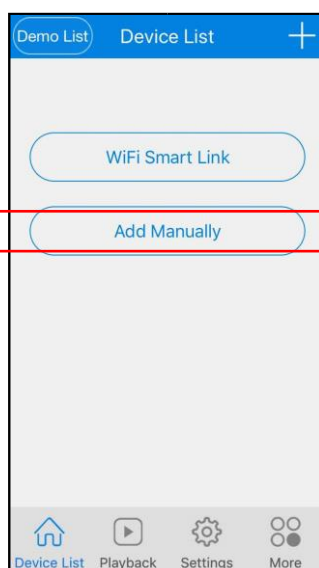 Demo List Device List
WiFi Smart Link
Add Manually
Device List Playback Settings More